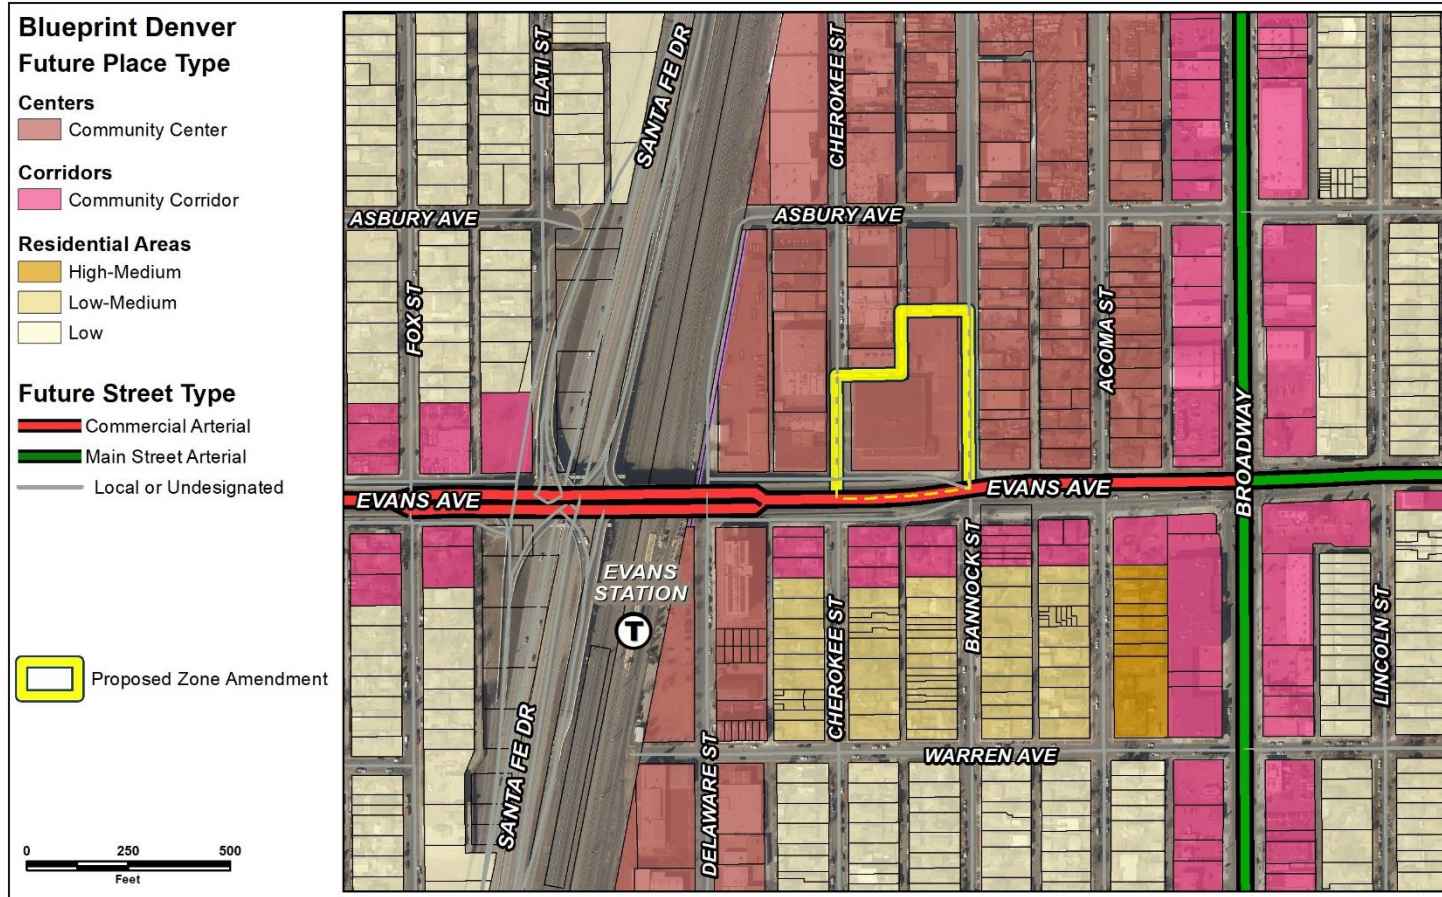 Blueprint Denver
Future Place Type
Centers
Community Center
Corridors
Community Corridor
Residential Areas
High-Medium
Low-Medium
Low
Future Street Type
Commercial Arterial
Main Street Arterial
Local or Undesignated
Proposed Zone Amendment
0 250 500
Feet
ELATI ST
SANTA FE DR
CHEROKEE ST
ASBURY AVE
ASBURY AVE
FOX ST
ACOMA ST
BROADWAY
EVANS AVE
EVANS AVE
EVANS
STATION
T
BANNOCK ST
CHEROKEE ST
LINCOLN ST
SANTA FE DR
DELAWARE ST
WARREN AVE